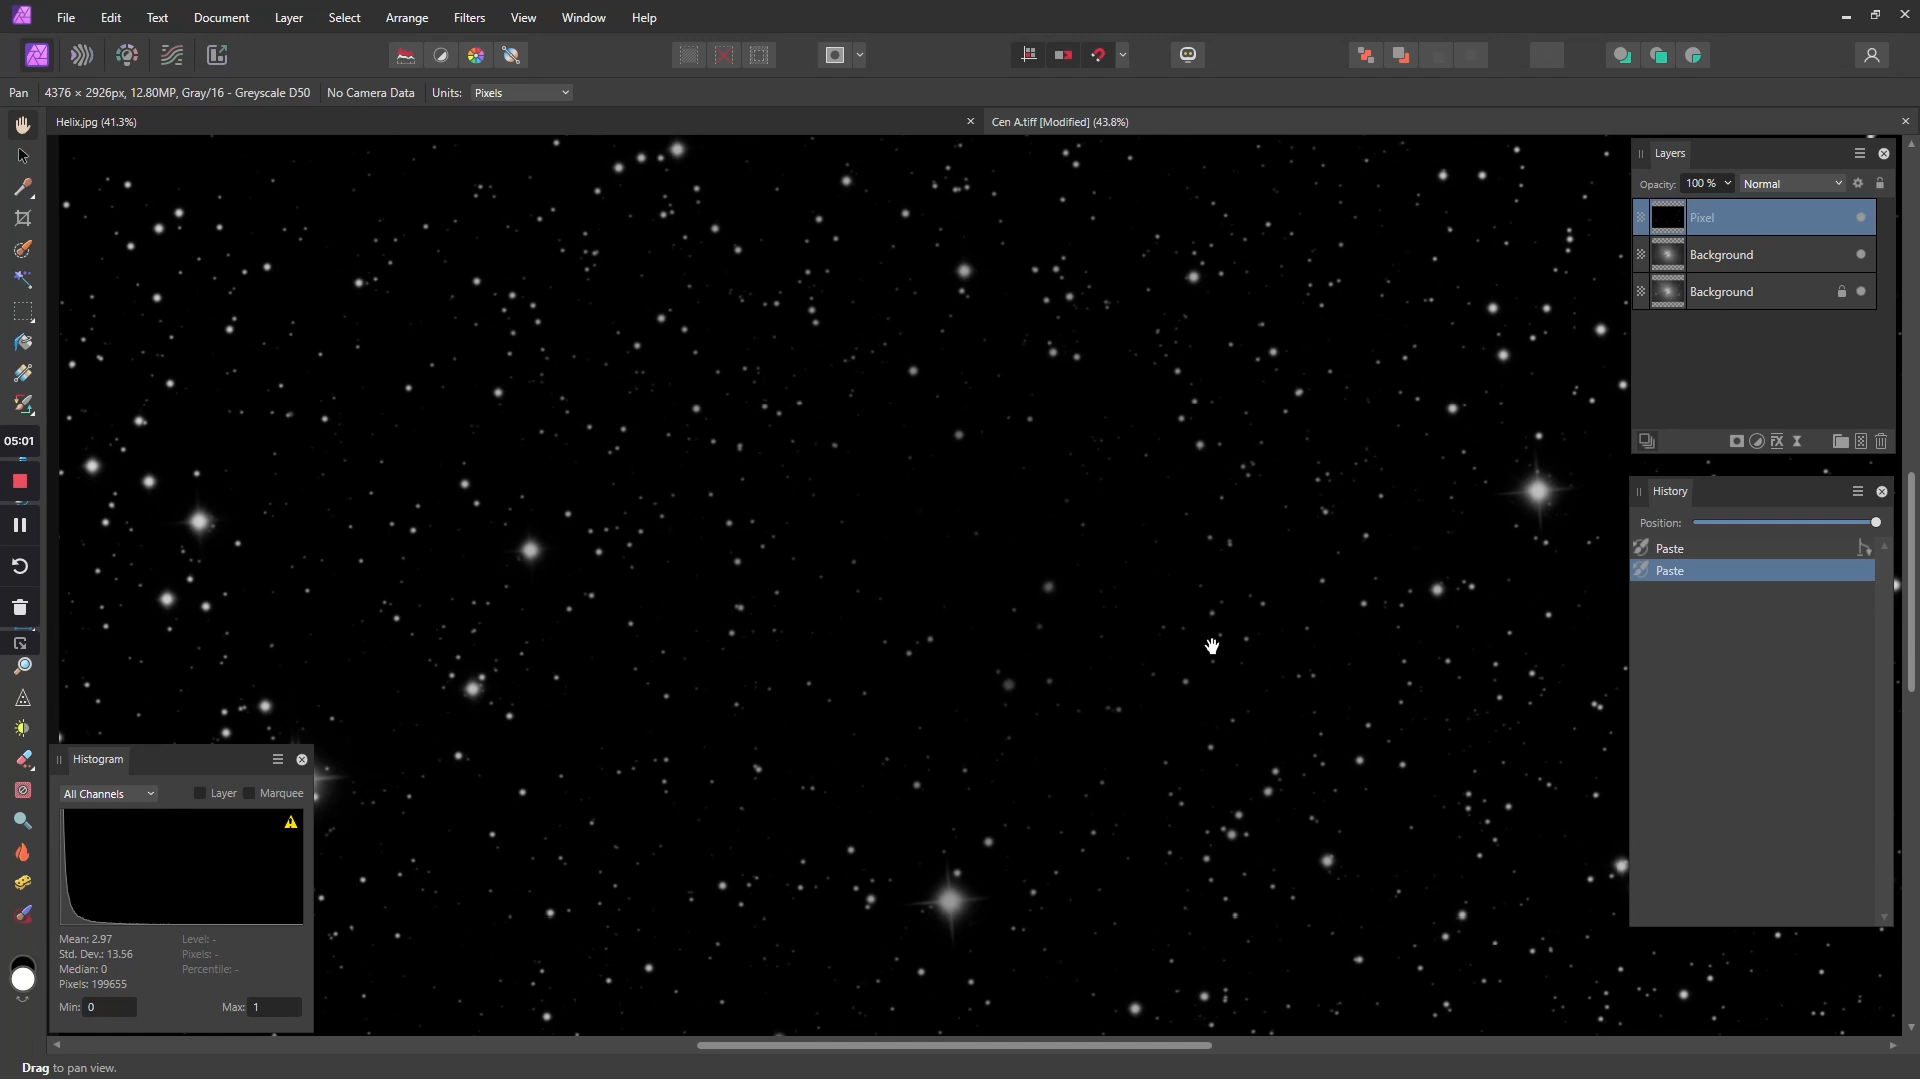 File Edit Text Document Layer Select Arrange Filters View Window Help
Pan 4376 × 2926px, 12.80MP, Gray/16 - Greyscale D50 No Camera Data Units: Pixels
Helix.jpg (41.3%)
Cen A.tiff [Modified] (43.8%)
Layers
Opacity: 100 % Normal
Pixel
Background
Background
05:01
History
Position:
Paste
Paste
Histogram
All Channels Layer Marquee
Mean: 2.97 Level: -
Std. Dev.: 13.56 Pixels: -
Median: 0 Percentile: -
Pixels: 199655
Min: 0 Max: 1
Drag to pan view.